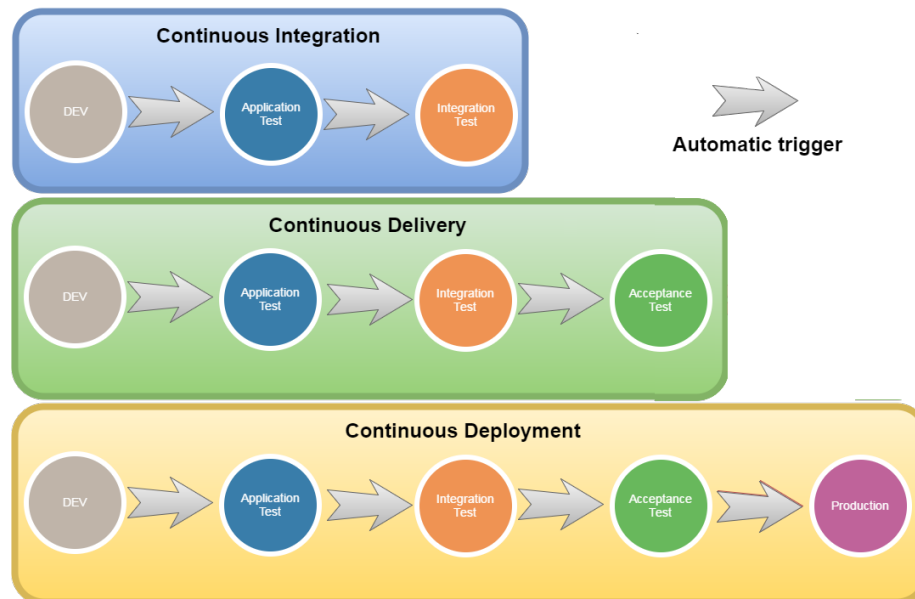 Continuous Integration
DEV
Application
Test
Integration
Test
Automatic trigger
Continuous Delivery
DEV
Application
Test
Integration
Test
Acceptance
Test
Continuous Deployment
DEV
Application
Test
Integration
Test
Acceptance
Test
Production